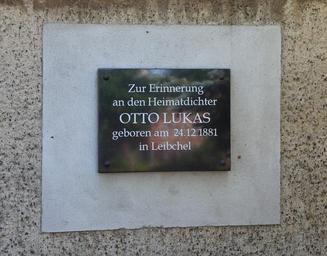 Zur Erinnerung
an den Heimatdichter
OTTO LUKAS
geboren am 24.12.1881
in Leibchel